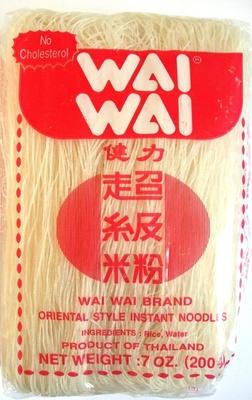 No
Cholesterol
WAI
WAI®
健力
超
級
米粉
WAI WAI BRAND
ORIENTAL STYLE INSTANT NOODLES
INGREDIENTS : Rice, Water
PRODUCT OF THAILAND
NET WEIGHT :7 OZ. (200